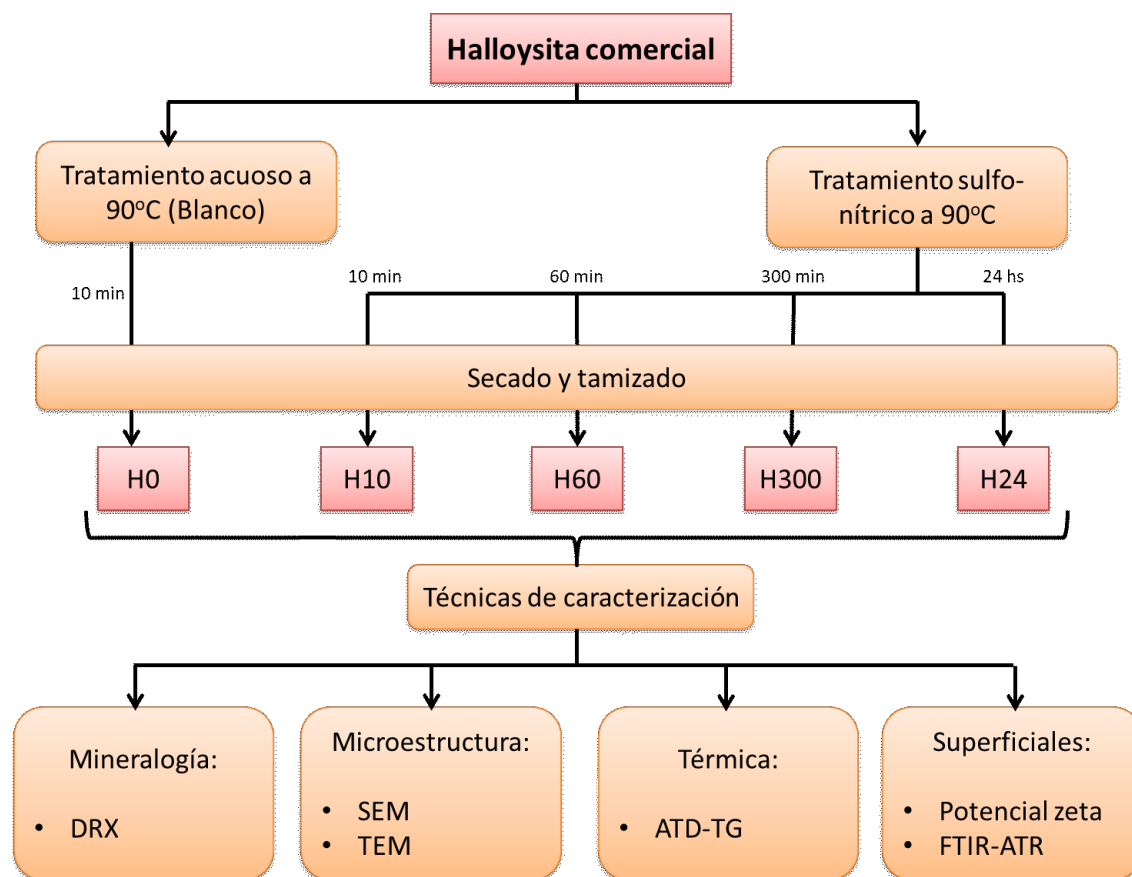 Halloysita comercial
Tratamiento acuoso a
90ºC (Blanco)
Tratamiento sulfo-
nítrico a 90ºC
10 min
10 min
60 min
300 min
24 hs
Secado y tamizado
H0
H10
H60
H300
H24
Técnicas de caracterización
Mineralogía:
• DRX
Microestructura:
• SEM
• TEM
Térmica:
• ATD-TG
Superficiales:
• Potencial zeta
• FTIR-ATR